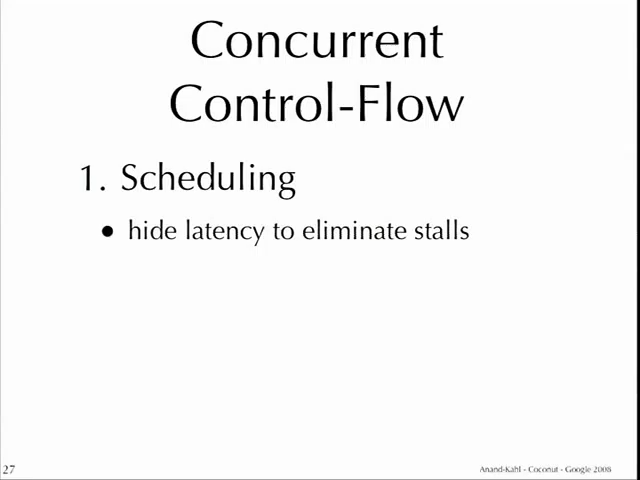 Concurrent
Control-Flow
1. Scheduling
• hide latency to eliminate stalls
27
Anand-Kahl - Coconut - Google 2008